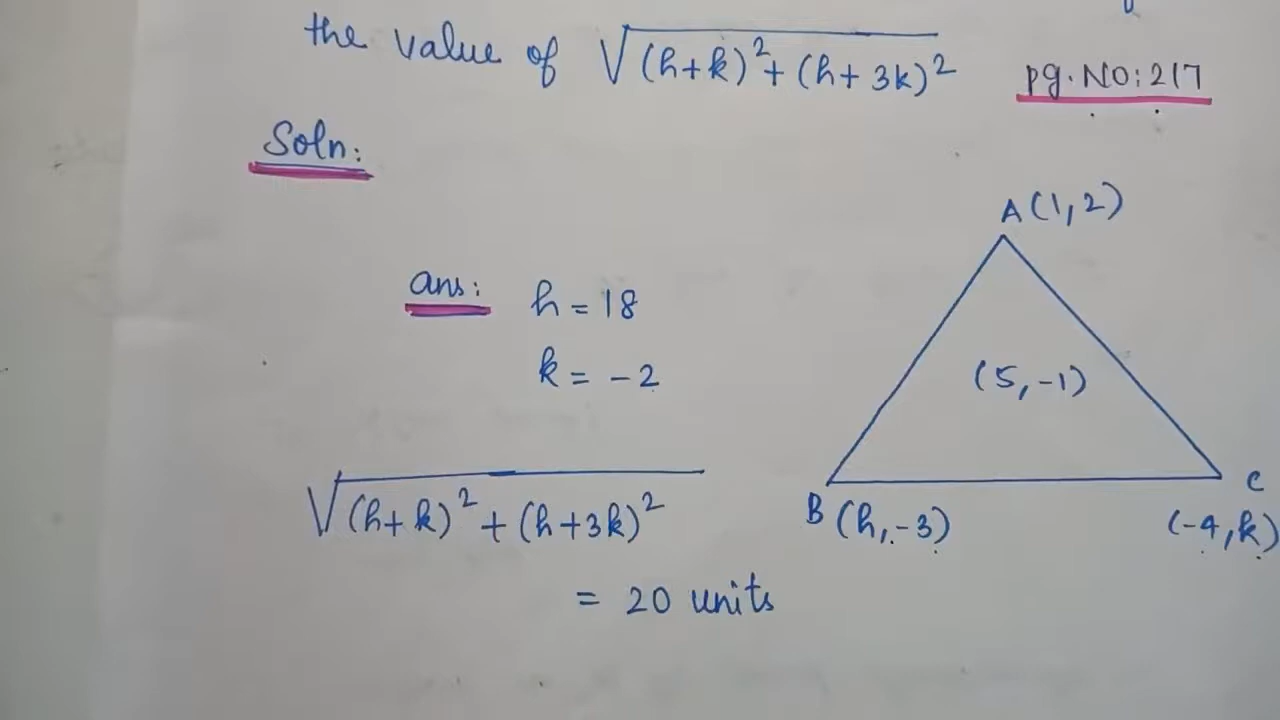 the value of √(h+k)²+(h+3k)²
pg.NO:217
Soln:
A(1,2)
ans: h = 18
k = -2
(5,-1)
√(h+k)²+(h+3k)²
B(h,-3)
C
(-4,k)
= 20 units